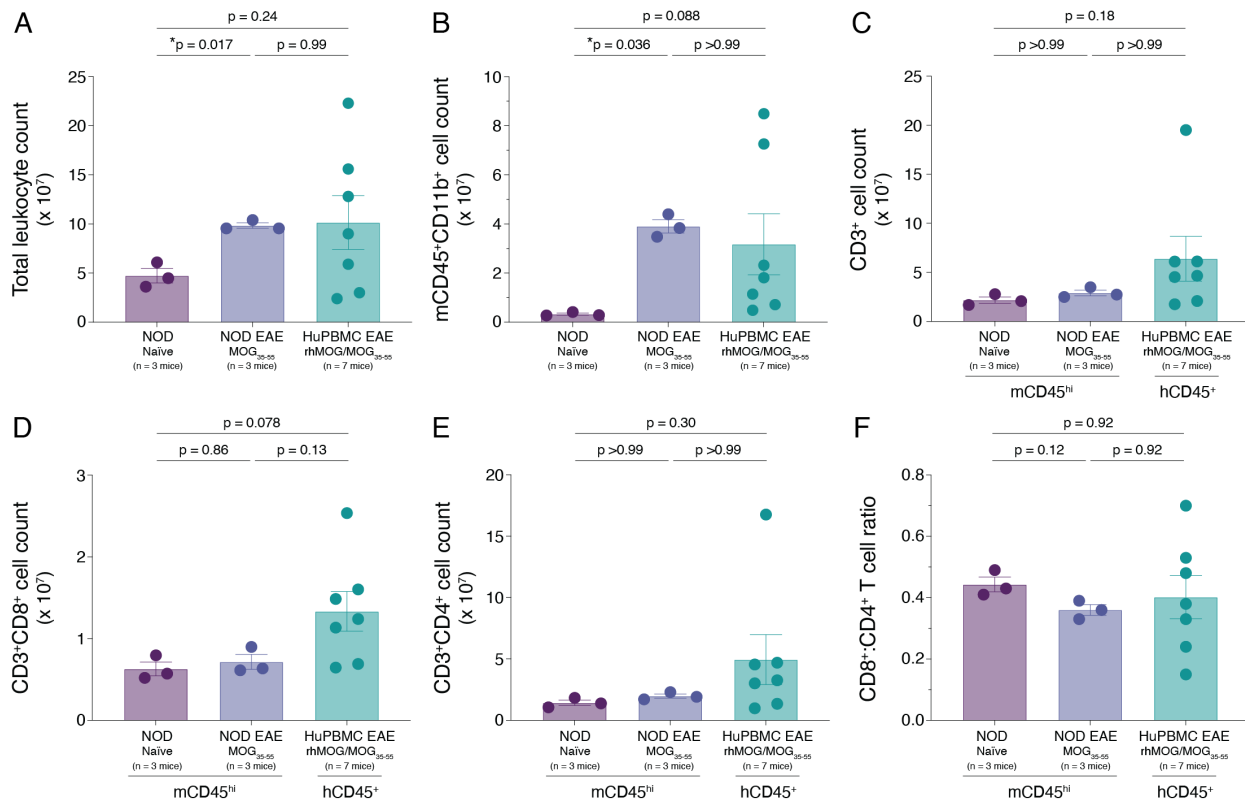 A
p = 0.24
*p = 0.017
p = 0.99
Total leukocyte count
(x 10⁷)
25
20
15
10
5
0
NOD
Naïve
(n = 3 mice)
NOD EAE
MOG₃₅₋₅₅
(n = 3 mice)
HuPBMC EAE
rhMOG/MOG₃₅₋₅₅
(n = 7 mice)
B
p = 0.088
*p = 0.036
p >0.99
mCD45⁺CD11b⁺ cell count
(x 10⁷)
10
8
6
4
2
0
NOD
Naïve
(n = 3 mice)
NOD EAE
MOG₃₅₋₅₅
(n = 3 mice)
HuPBMC EAE
rhMOG/MOG₃₅₋₅₅
(n = 7 mice)
C
p = 0.18
p >0.99
p >0.99
CD3⁺ cell count
(x 10⁷)
25
20
15
10
5
0
NOD
Naïve
(n = 3 mice)
NOD EAE
MOG₃₅₋₅₅
(n = 3 mice)
HuPBMC EAE
rhMOG/MOG₃₅₋₅₅
(n = 7 mice)
mCD45ʰⁱ
hCD45⁺
D
p = 0.078
p = 0.86
p = 0.13
CD3⁺CD8⁺ cell count
(x 10⁷)
3
2
1
0
NOD
Naïve
(n = 3 mice)
NOD EAE
MOG₃₅₋₅₅
(n = 3 mice)
HuPBMC EAE
rhMOG/MOG₃₅₋₅₅
(n = 7 mice)
mCD45ʰⁱ
hCD45⁺
E
p = 0.30
p >0.99
p >0.99
CD3⁺CD4⁺ cell count
(x 10⁷)
20
15
10
5
0
NOD
Naïve
(n = 3 mice)
NOD EAE
MOG₃₅₋₅₅
(n = 3 mice)
HuPBMC EAE
rhMOG/MOG₃₅₋₅₅
(n = 7 mice)
mCD45ʰⁱ
hCD45⁺
F
p = 0.92
p = 0.12
p = 0.92
CD8⁺:CD4⁺ T cell ratio
0.8
0.6
0.4
0.2
0.0
NOD
Naïve
(n = 3 mice)
NOD EAE
MOG₃₅₋₅₅
(n = 3 mice)
HuPBMC EAE
rhMOG/MOG₃₅₋₅₅
(n = 7 mice)
mCD45ʰⁱ
hCD45⁺